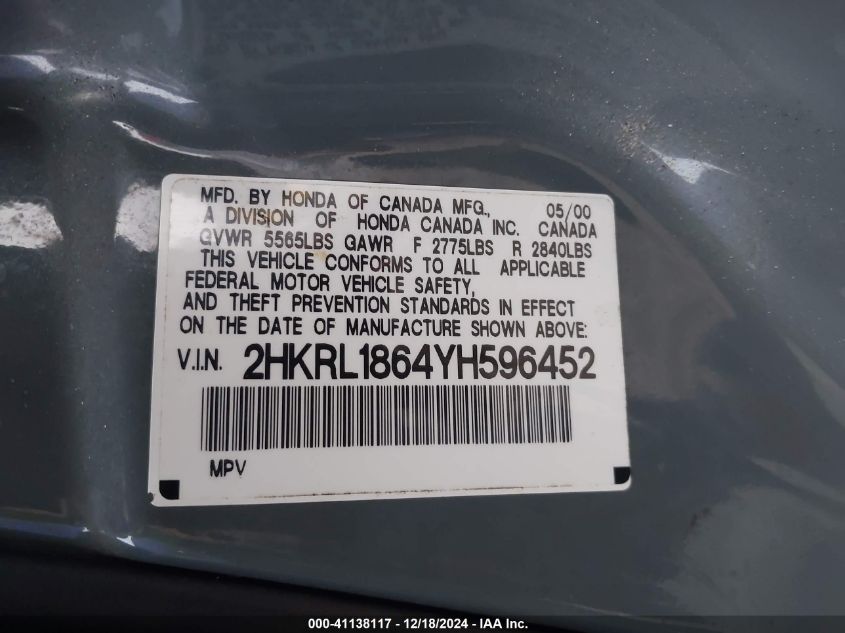 MFD. BY HONDA OF CANADA MFG., 05/00
A DIVISION OF HONDA CANADA INC. CANADA
GVWR 5565LBS GAWR F 2775LBS R 2840LBS
THIS VEHICLE CONFORMS TO ALL APPLICABLE
FEDERAL MOTOR VEHICLE SAFETY,
AND THEFT PREVENTION STANDARDS IN EFFECT
ON THE DATE OF MANUFACTURE SHOWN ABOVE:
V.I.N. 2HKRL1864YH596452
MPV
000-41138117 - 12/18/2024 - IAA Inc.